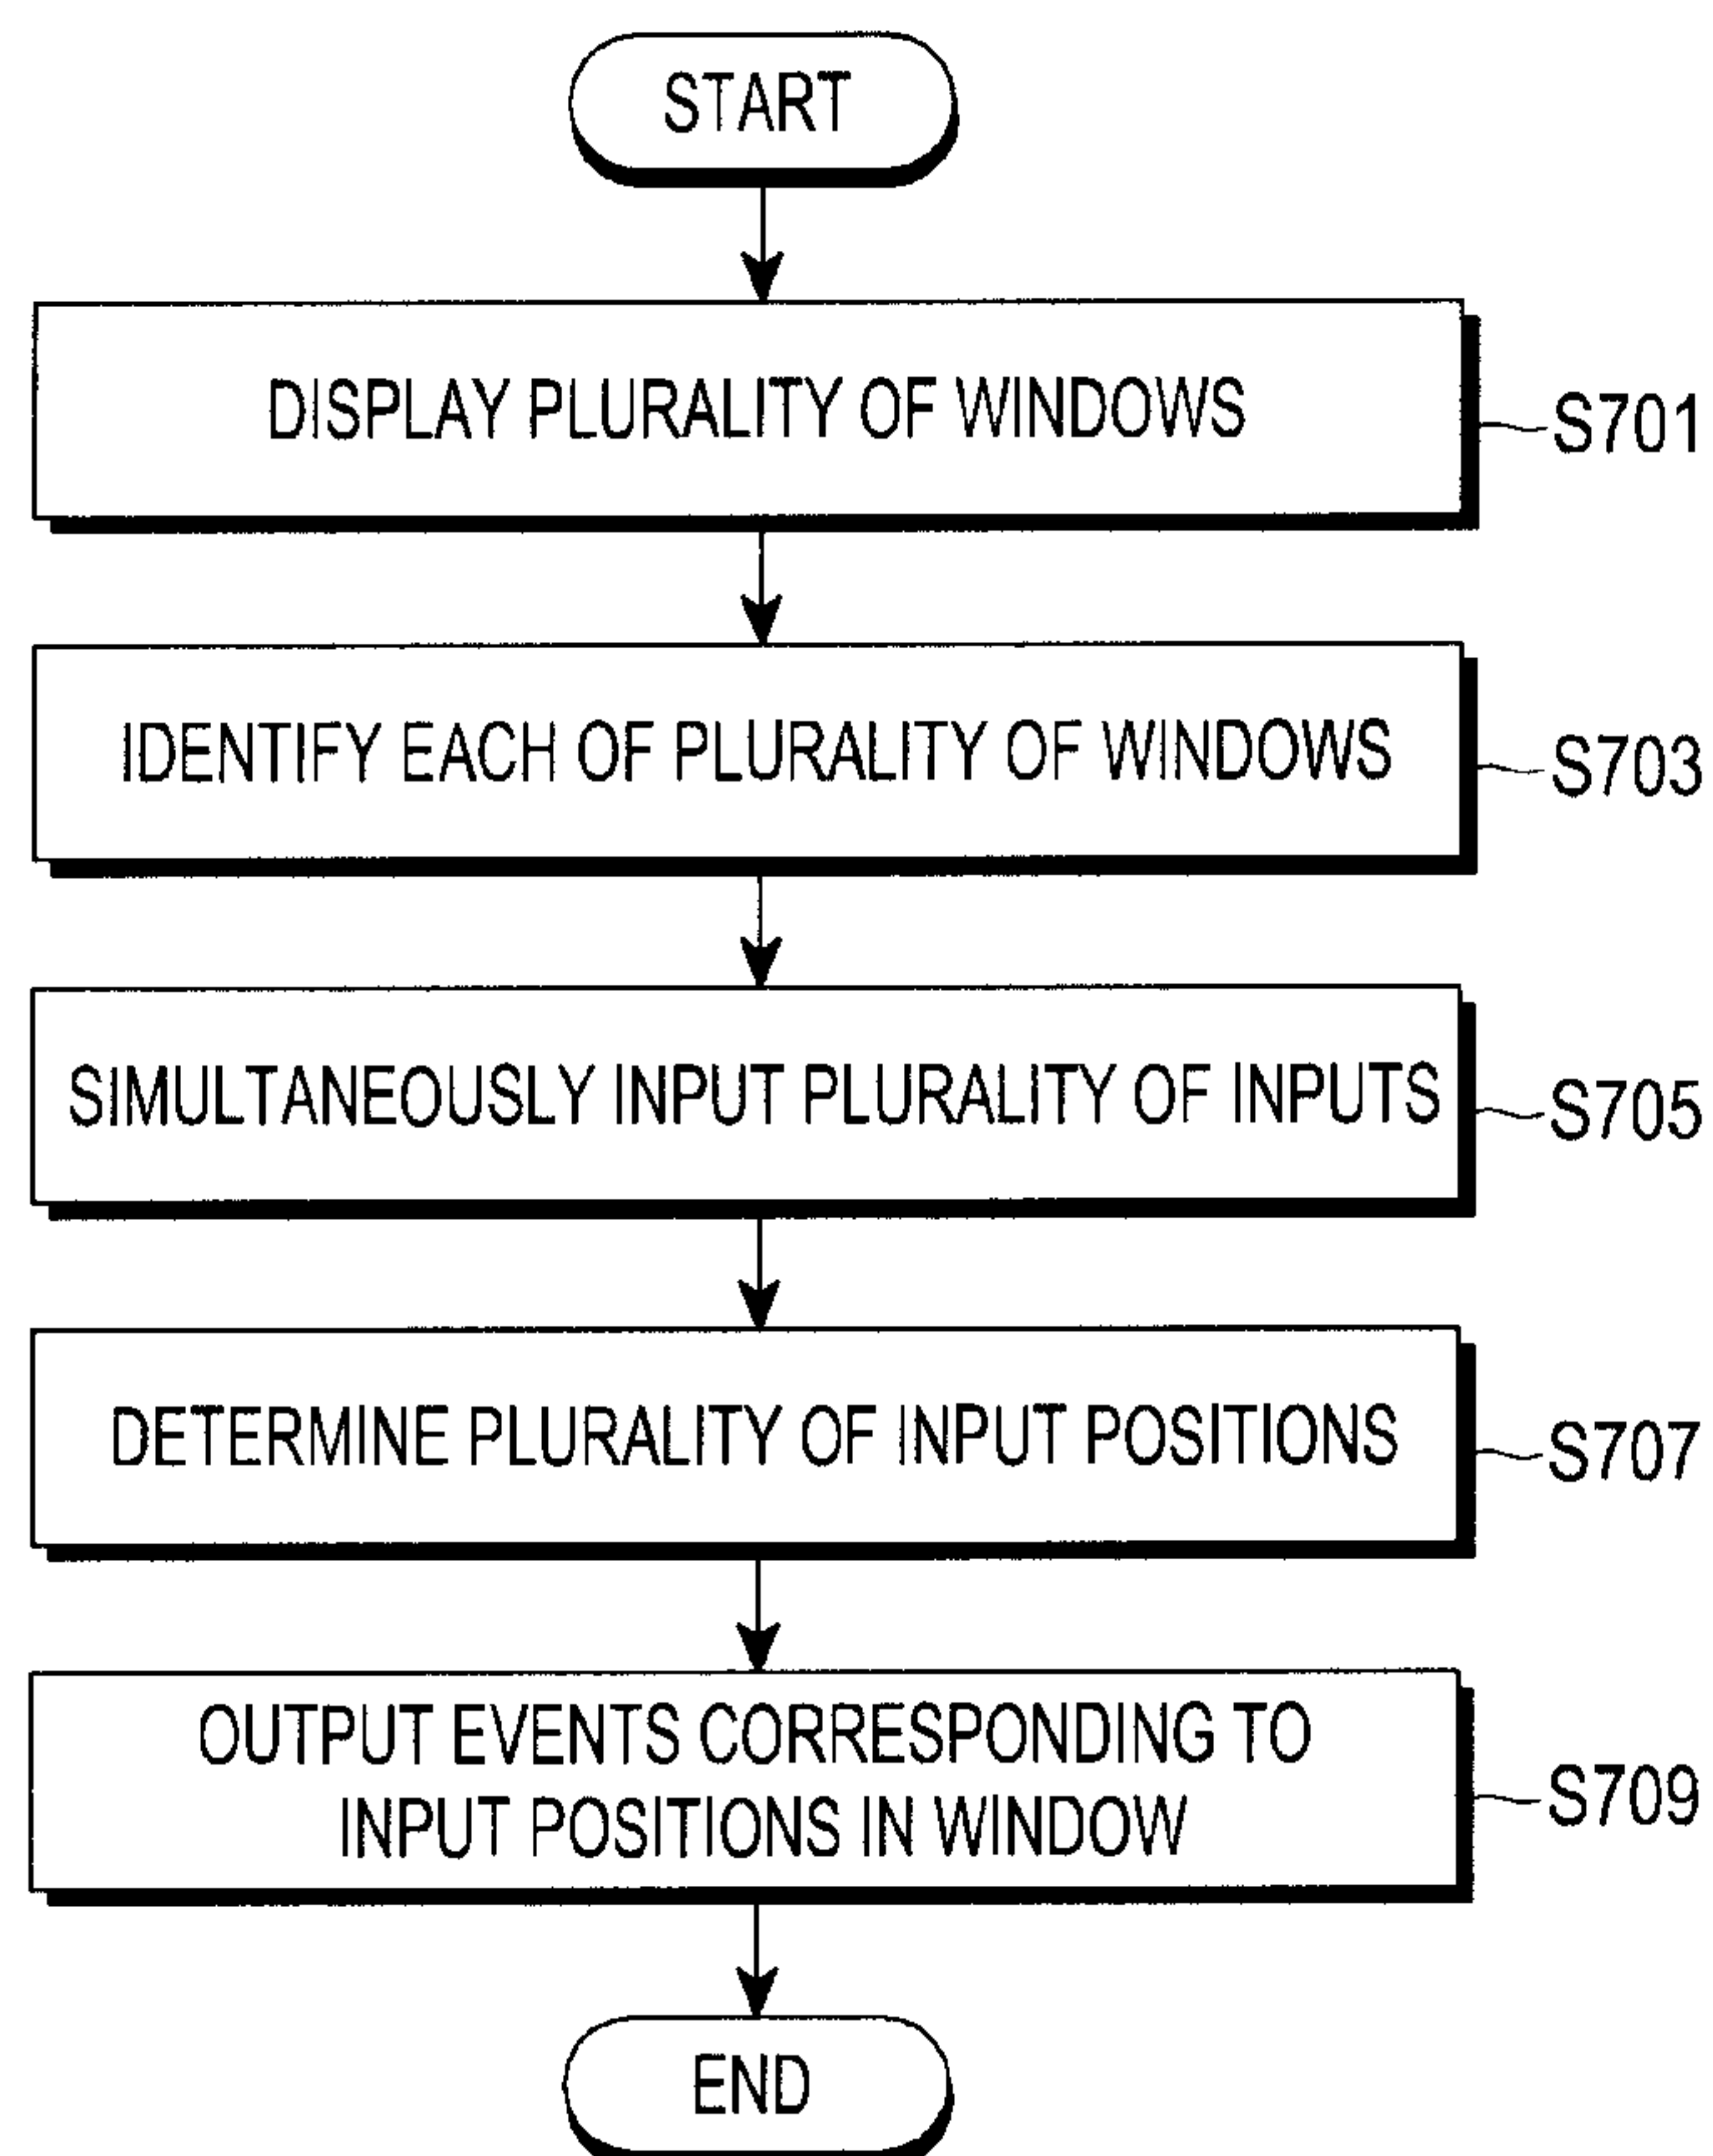 START
DISPLAY PLURALITY OF WINDOWS
S701
IDENTIFY EACH OF PLURALITY OF WINDOWS
S703
SIMULTANEOUSLY INPUT PLURALITY OF INPUTS
S705
DETERMINE PLURALITY OF INPUT POSITIONS
S707
OUTPUT EVENTS CORRESPONDING TO
INPUT POSITIONS IN WINDOW
S709
END